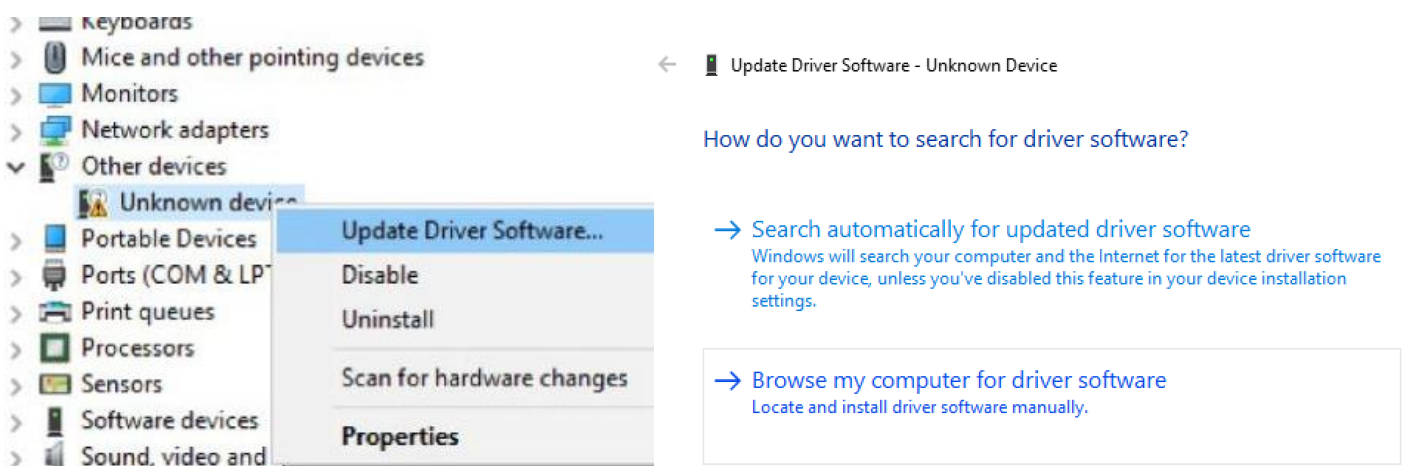 Keyboards
Mice and other pointing devices
Monitors
Network adapters
Other devices
Unknown device
Portable Devices
Ports (COM & LPT
Print queues
Processors
Sensors
Software devices
Sound, video and
Update Driver Software...
Disable
Uninstall
Scan for hardware changes
Properties
Update Driver Software - Unknown Device
How do you want to search for driver software?
Search automatically for updated driver software
Windows will search your computer and the Internet for the latest driver software
for your device, unless you've disabled this feature in your device installation
settings.
Browse my computer for driver software
Locate and install driver software manually.